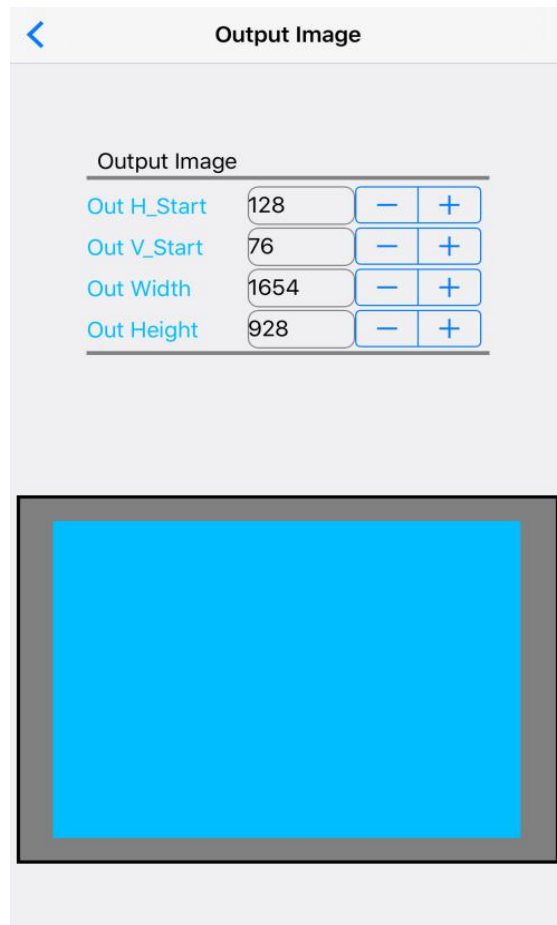 Output Image
Output Image
Out H_Start 128 − +
Out V_Start 76 − +
Out Width 1654 − +
Out Height 928 − +